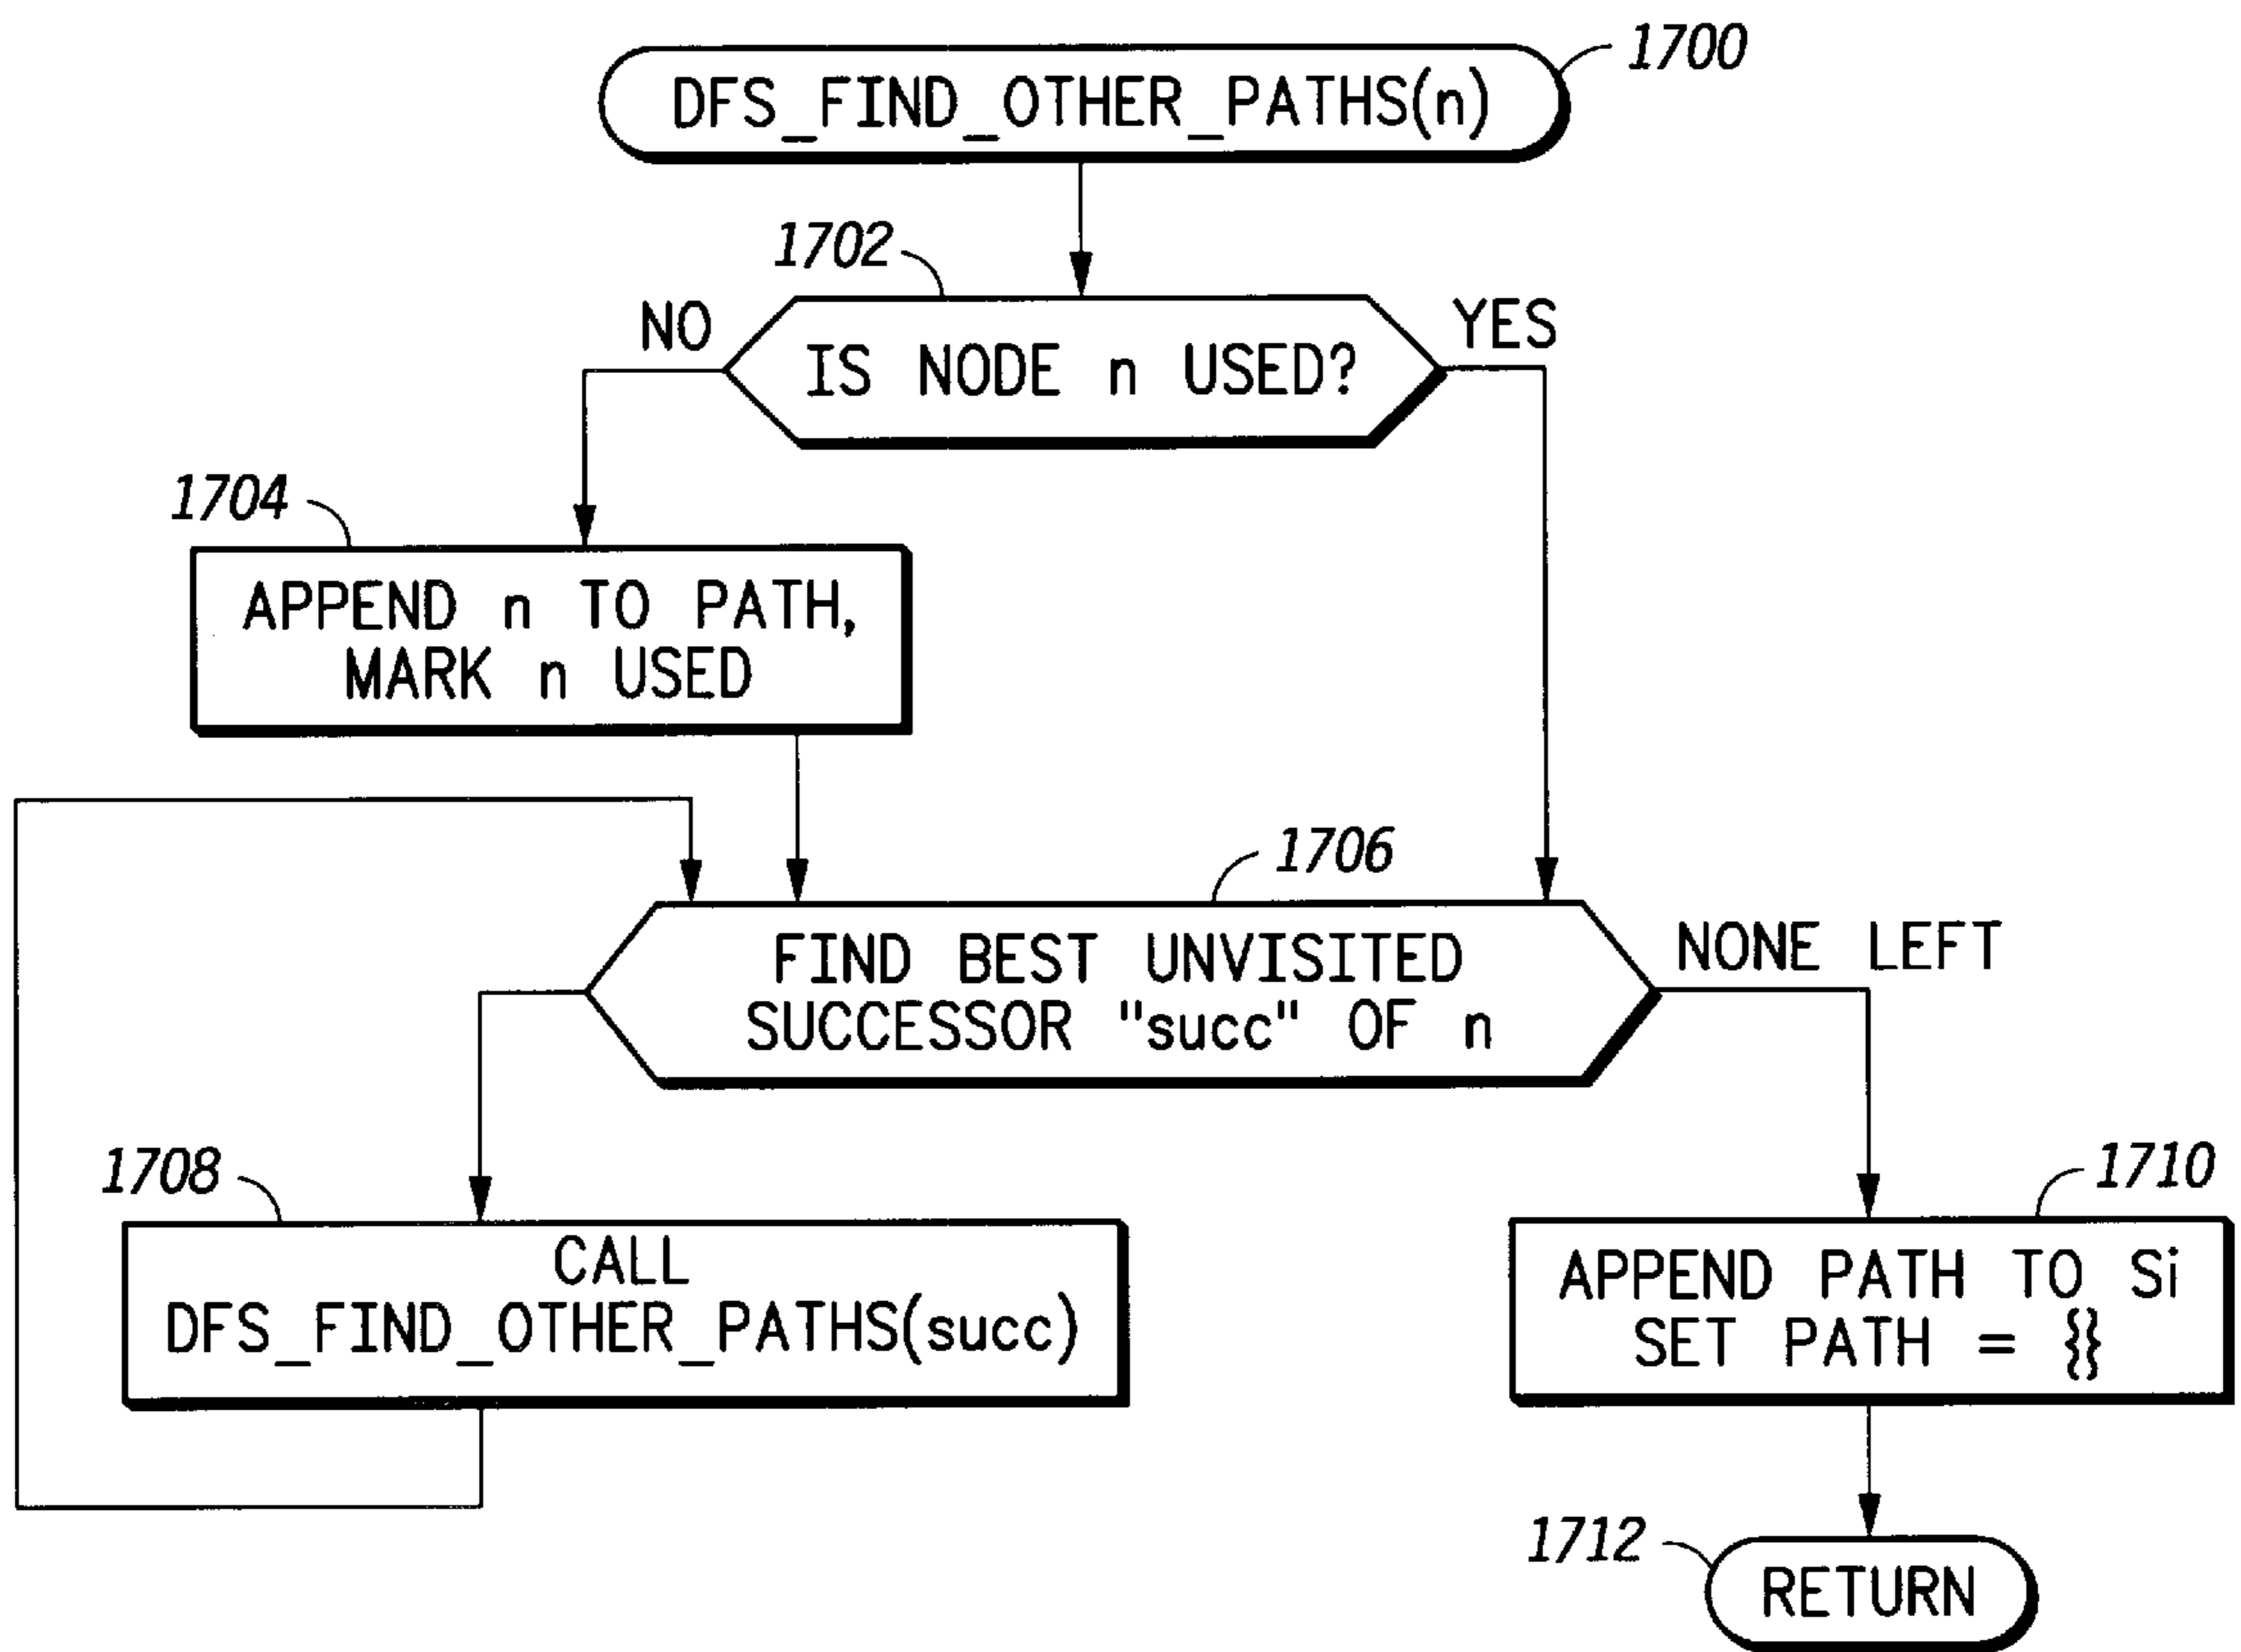 1700
DFS_FIND_OTHER_PATHS(n)
1702
NO
YES
IS NODE n USED?
1704
APPEND n TO PATH,
MARK n USED
1706
FIND BEST UNVISITED
SUCCESSOR "succ" OF n
NONE LEFT
1708
CALL
DFS_FIND_OTHER_PATHS(succ)
1710
APPEND PATH TO Si
SET PATH = {}
1712
RETURN